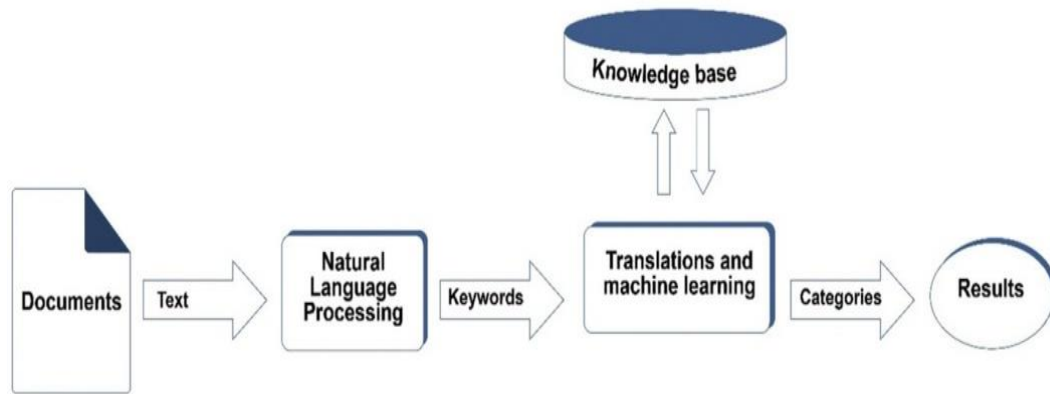 Knowledge base
Documents
Text
Natural
Language
Processing
Keywords
Translations and
machine learning
Categories
Results